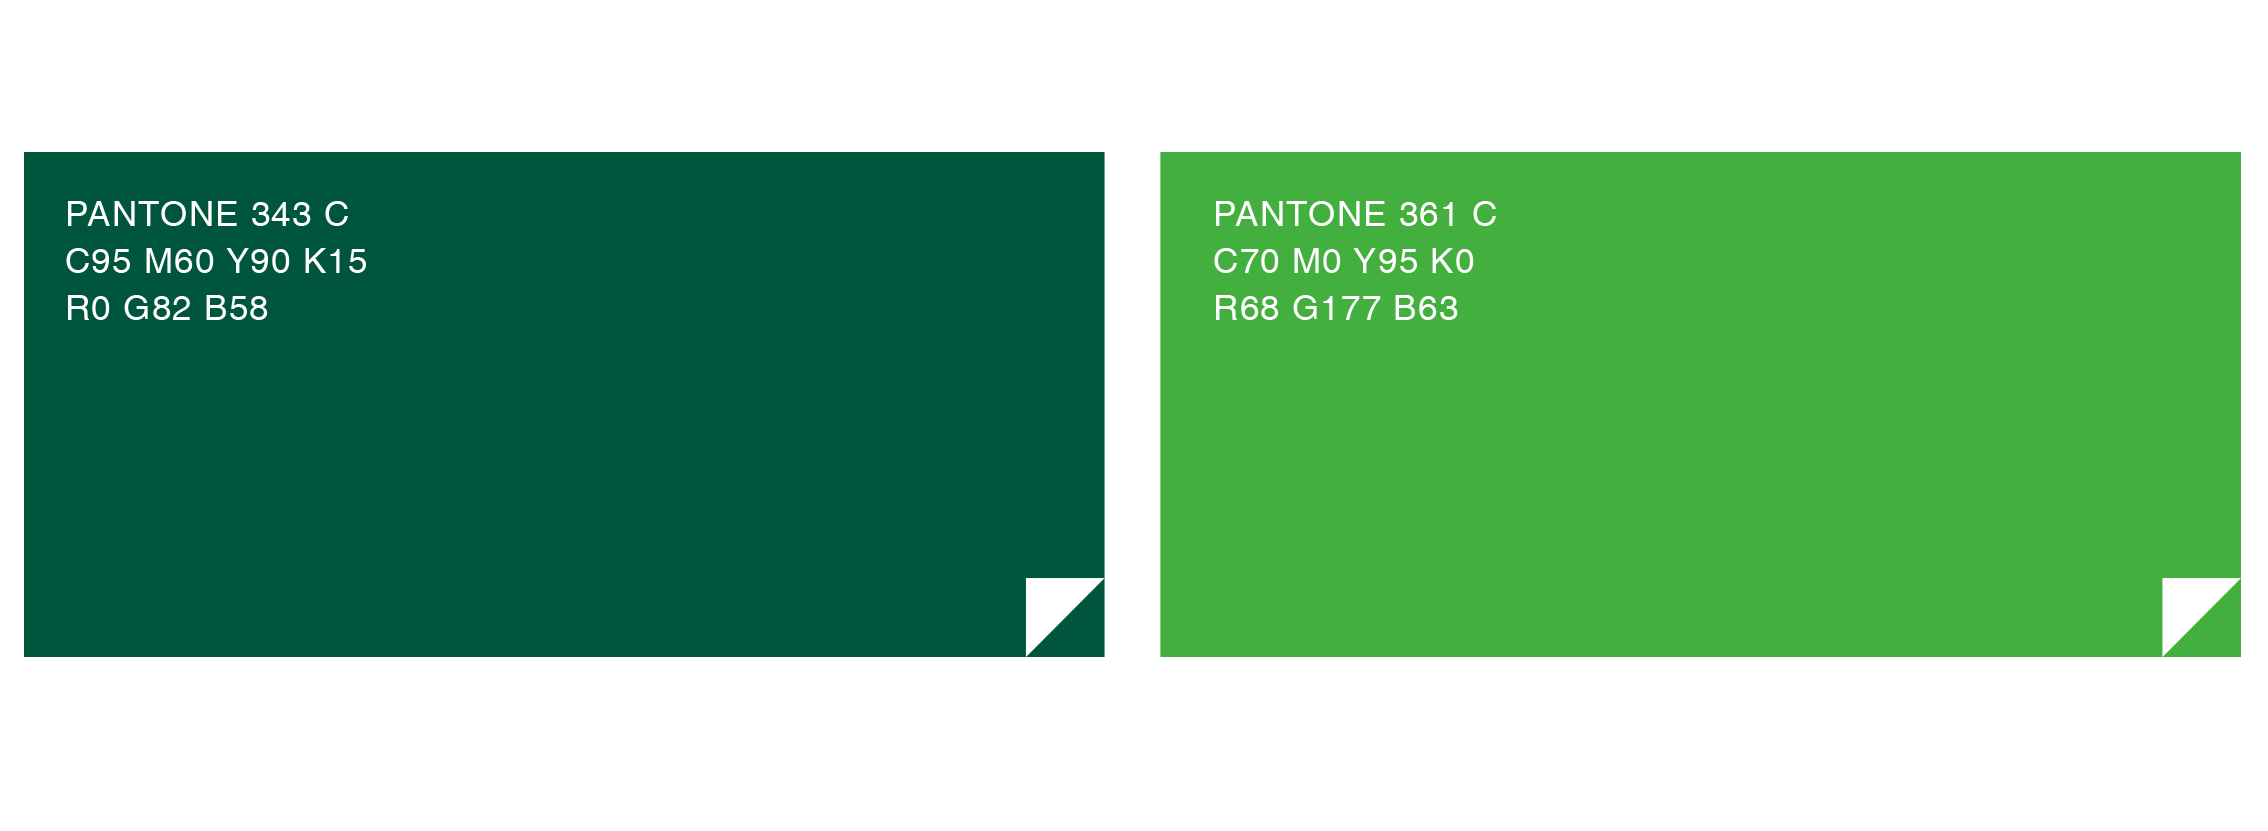 PANTONE 343 C
C95 M60 Y90 K15
R0 G82 B58
PANTONE 361 C
C70 M0 Y95 K0
R68 G177 B63